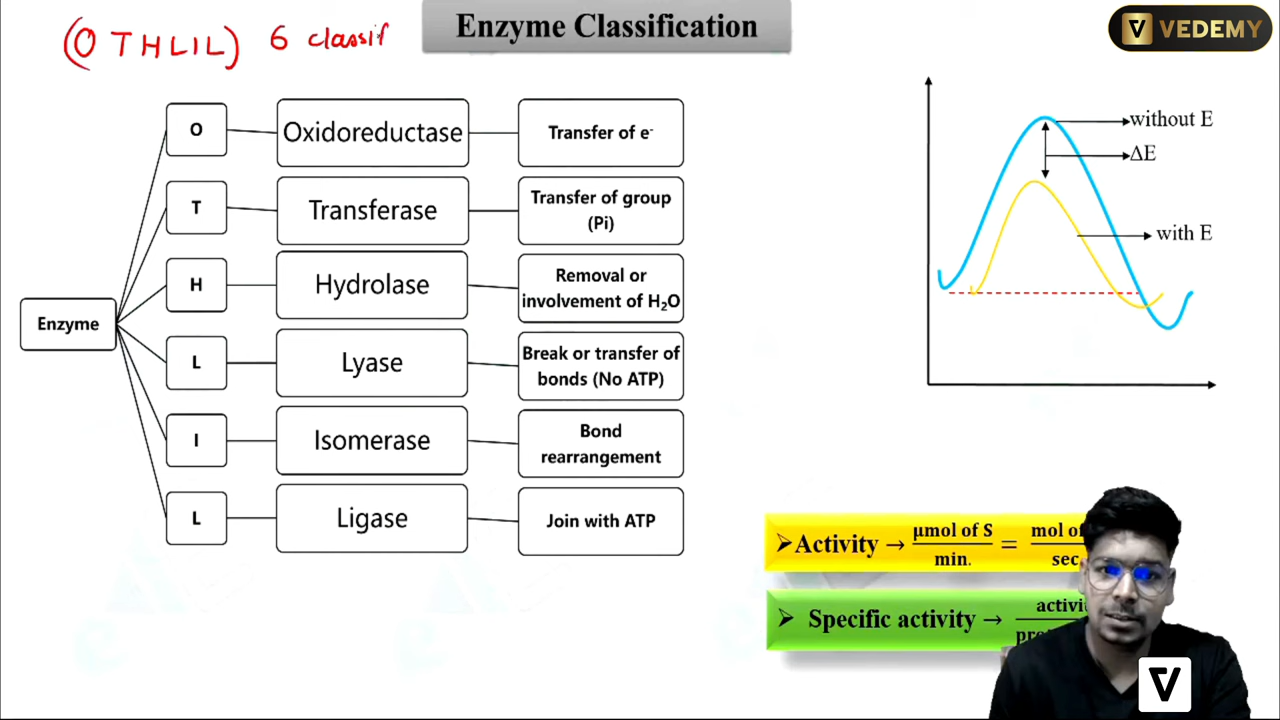 (OTHLIL) 6 classif
Enzyme Classification
VEDEMY
Enzyme
O
Oxidoreductase
Transfer of e⁻
T
Transferase
Transfer of group
(Pi)
H
Hydrolase
Removal or
involvement of H₂O
L
Lyase
Break or transfer of
bonds (No ATP)
I
Isomerase
Bond
rearrangement
L
Ligase
Join with ATP
without E
ΔE
with E
➢Activity → μmol of S / min. = mol of / sec
➢ Specific activity →